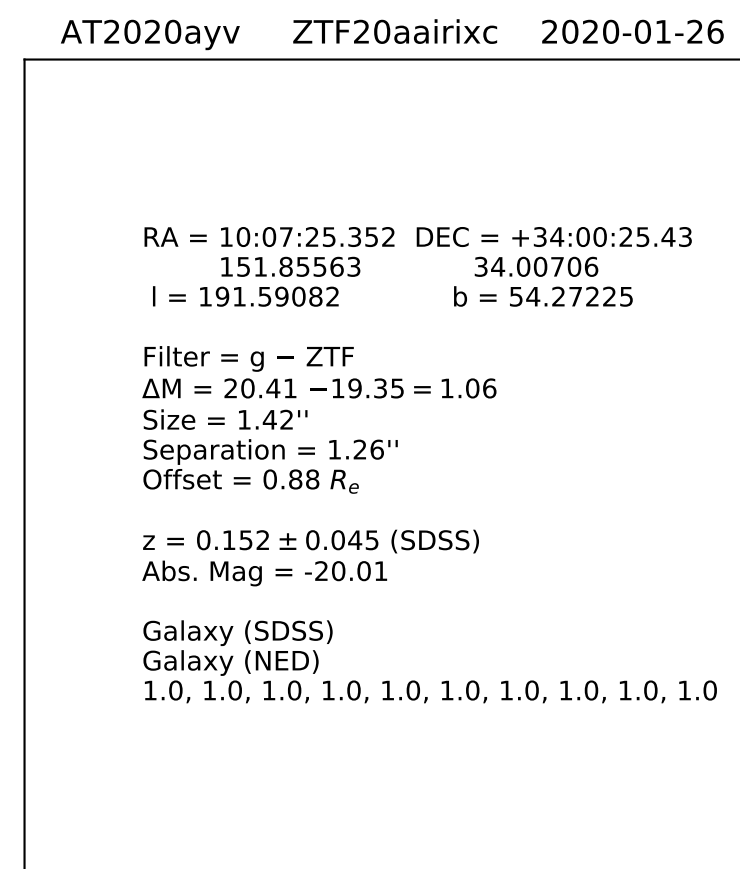 AT2020ayv ZTF20aairixc 2020-01-26
RA = 10:07:25.352 DEC = +34:00:25.43
151.85563 34.00706
l = 191.59082 b = 54.27225
Filter = g − ZTF
ΔM = 20.41 −19.35 = 1.06
Size = 1.42''
Separation = 1.26''
Offset = 0.88 Re
z = 0.152 ± 0.045 (SDSS)
Abs. Mag = -20.01
Galaxy (SDSS)
Galaxy (NED)
1.0, 1.0, 1.0, 1.0, 1.0, 1.0, 1.0, 1.0, 1.0, 1.0